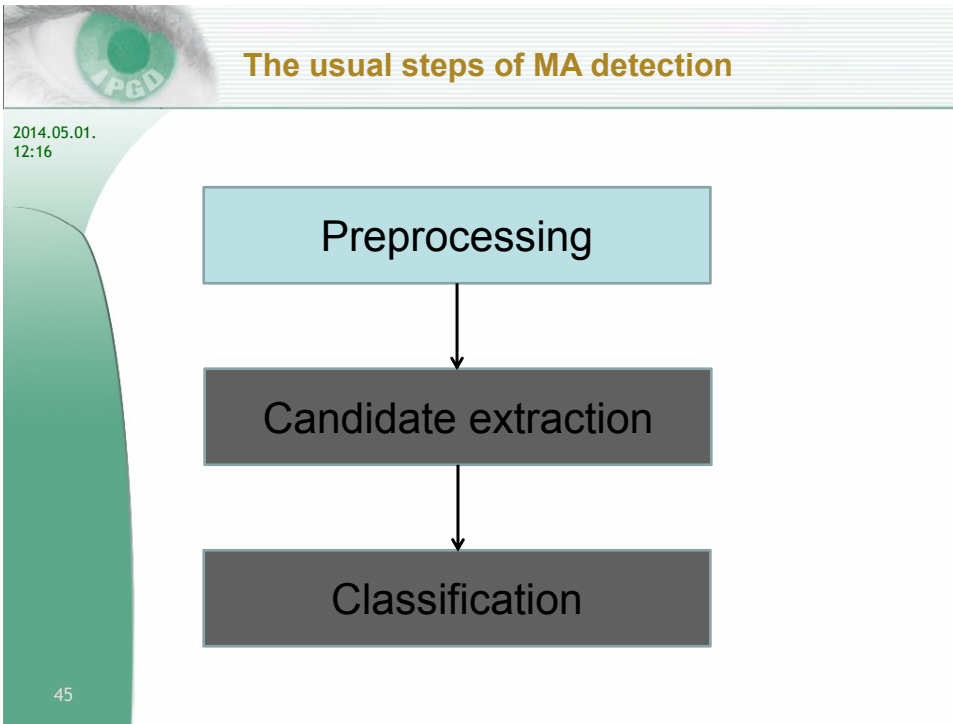 IPGD
The usual steps of MA detection
2014.05.01.
12:16
Preprocessing
Candidate extraction
Classification
45